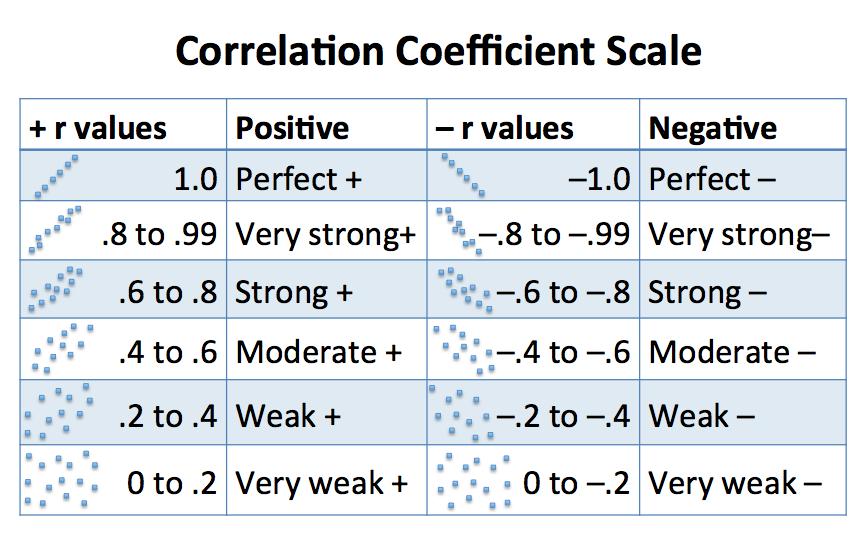 Correlation Coefficient Scale
+ r values Positive – r values Negative
1.0 Perfect + –1.0 Perfect –
.8 to .99 Very strong+ –.8 to –.99 Very strong–
.6 to .8 Strong + –.6 to –.8 Strong –
.4 to .6 Moderate + –.4 to –.6 Moderate –
.2 to .4 Weak + –.2 to –.4 Weak –
0 to .2 Very weak + 0 to –.2 Very weak –